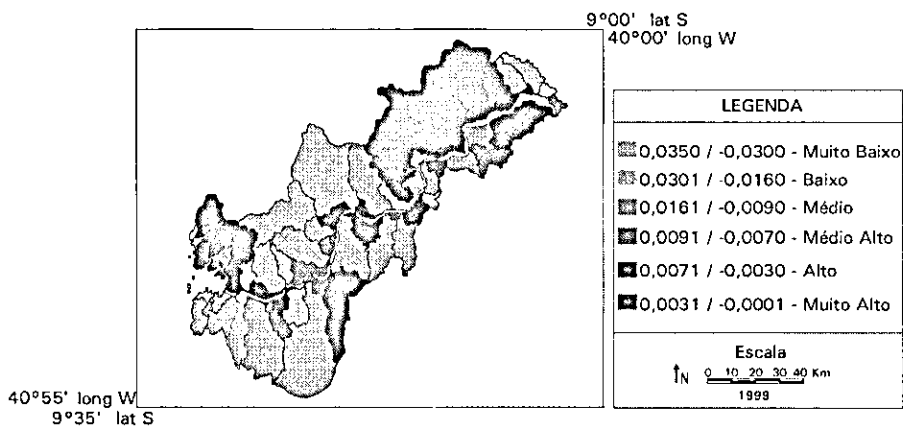 9°00' lat S
40°00' long W
LEGENDA
0,0350 / -0,0300 - Muito Baixo
0,0301 / -0,0160 - Baixo
0,0161 / -0,0090 - Médio
0,0091 / -0,0070 - Médio Alto
0,0071 / -0,0030 - Alto
0,0031 / -0,0001 - Muito Alto
Escala
N 0 10 20 30 40 Km
1999
40°55' long W
9°35' lat S